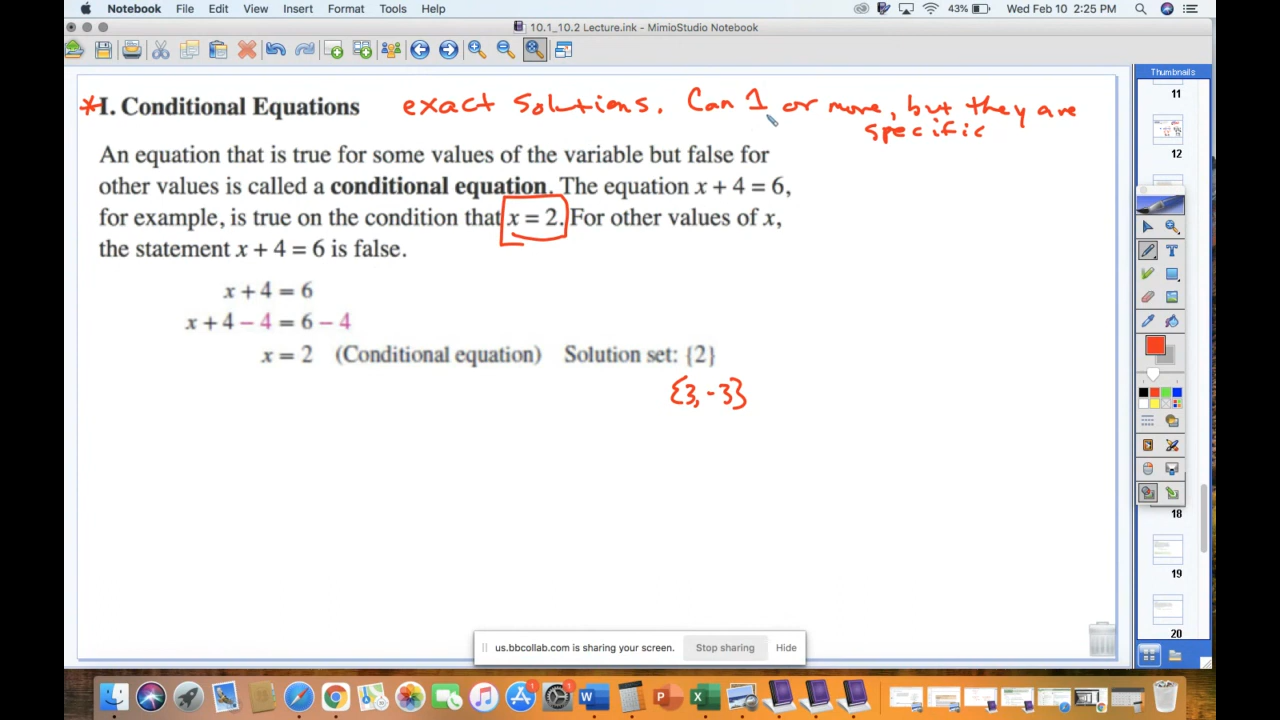 Notebook File Edit View Insert Format Tools Help 43% Wed Feb 10 2:25 PM
10.1_10.2 Lecture.ink - MimioStudio Notebook
Thumbnails
*I. Conditional Equations exact solutions. Can 1 or more, but they are
specific
An equation that is true for some values of the variable but false for
other values is called a conditional equation. The equation x + 4 = 6,
for example, is true on the condition that x = 2. For other values of x,
the statement x + 4 = 6 is false.
x + 4 = 6
x + 4 − 4 = 6 − 4
x = 2 (Conditional equation) Solution set: {2}
{3, -3}
11
12
18
19
20
us.bbcollab.com is sharing your screen. Stop sharing Hide